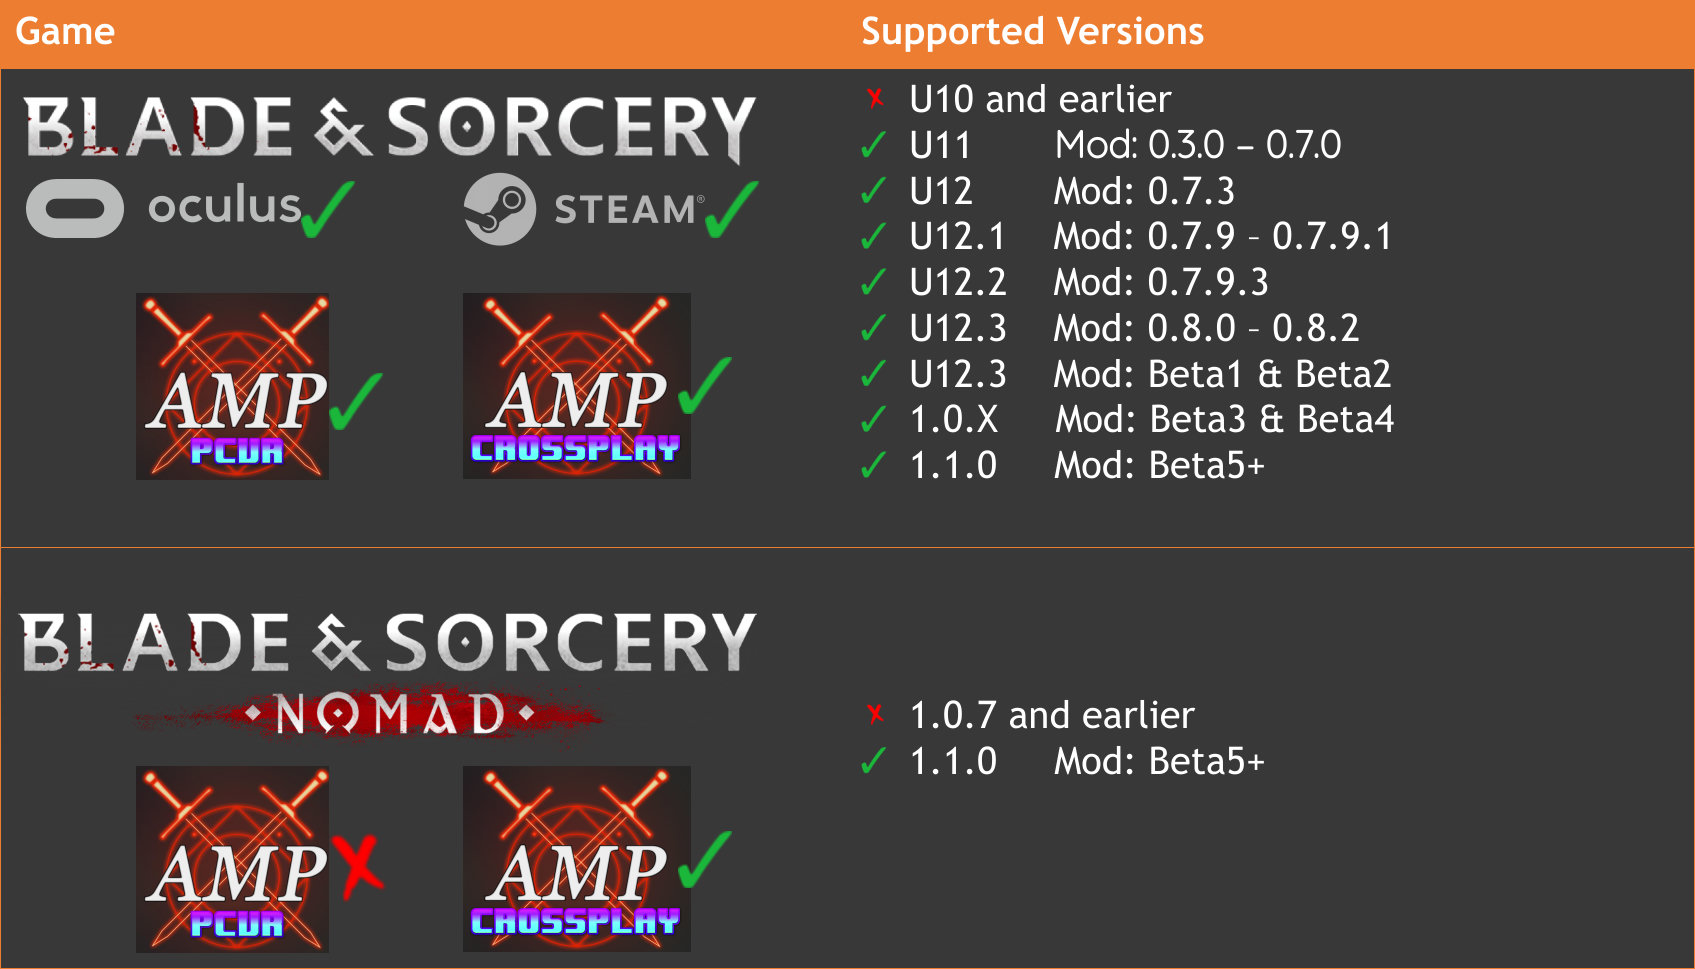 Game
Supported Versions
BLADE & SORCERY
oculus
STEAM®
AMP
PCVR
AMP
CROSSPLAY
✗ U10 and earlier
✓ U11 Mod: 0.3.0 – 0.7.0
✓ U12 Mod: 0.7.3
✓ U12.1 Mod: 0.7.9 – 0.7.9.1
✓ U12.2 Mod: 0.7.9.3
✓ U12.3 Mod: 0.8.0 – 0.8.2
✓ U12.3 Mod: Beta1 & Beta2
✓ 1.0.X Mod: Beta3 & Beta4
✓ 1.1.0 Mod: Beta5+
BLADE & SORCERY
NOMAD
AMP
PCVR
AMP
CROSSPLAY
✗ 1.0.7 and earlier
✓ 1.1.0 Mod: Beta5+